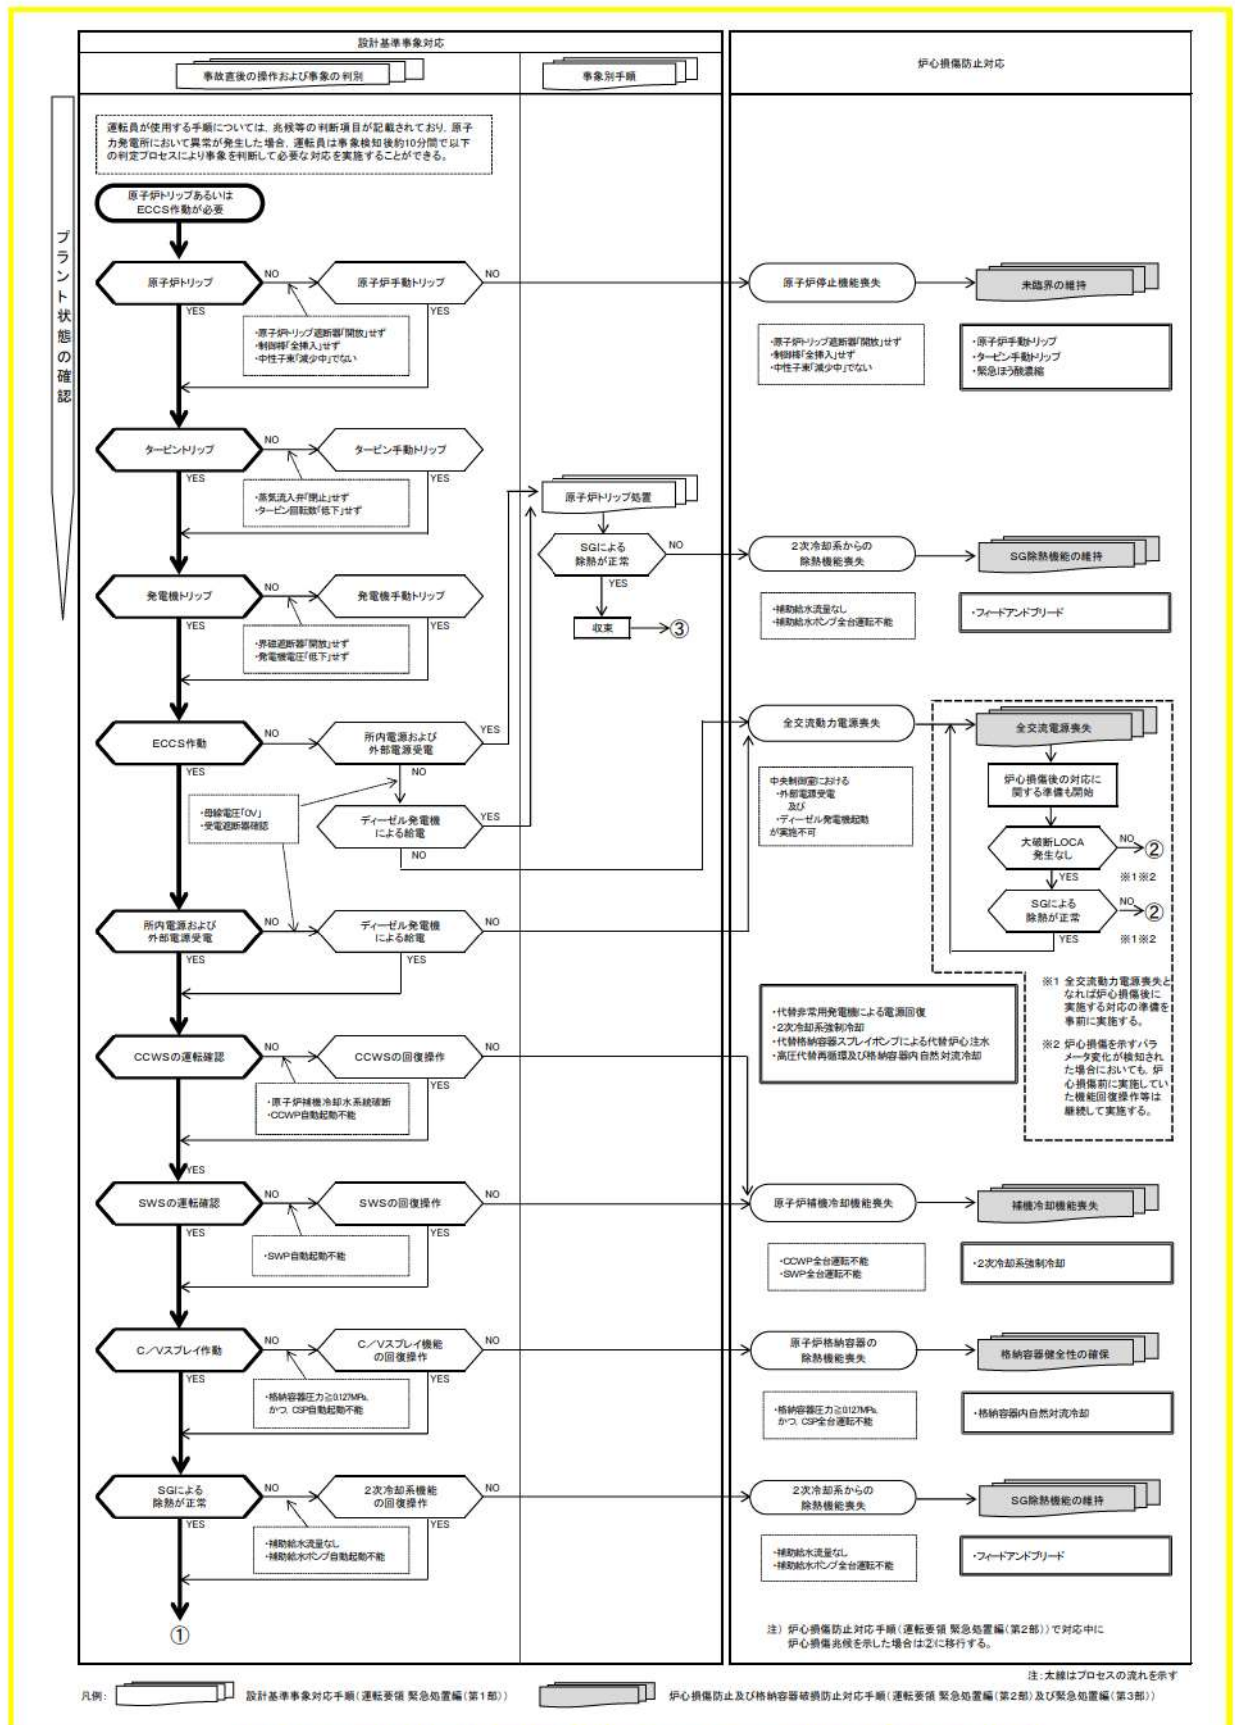 設計基準事象対応
炉心損傷防止対応
事故直後の操作および事象の判別
事象別手順
運転員が使用する手順については、兆候等の判断項目が記載されており、原子
力発電所において異常が発生した場合、運転員は事象検知後約10分間で以下
の判定プロセスにより事象を判断して必要な対応を実施することができる。
プラント状態の確認
原子炉トリップあるいは
ECCS作動が必要
原子炉トリップ
NO
原子炉手動トリップ
NO
原子炉停止機能喪失
未臨界の維持
YES
YES
・原子炉トリップ遮断器「開放」せず
・制御棒「全挿入」せず
・中性子束「減少中」でない
・原子炉トリップ遮断器「開放」せず
・制御棒「全挿入」せず
・中性子束「減少中」でない
・原子炉手動トリップ
・タービン手動トリップ
・緊急ほう酸濃縮
タービントリップ
NO
タービン手動トリップ
YES
YES
・蒸気流入弁「閉止」せず
・タービン回転数「低下」せず
原子炉トリップ処置
SGによる
除熱が正常
NO
YES
収束
③
2次冷却系からの
除熱機能喪失
SG除熱機能の維持
・補助給水流量なし
・補助給水ポンプ全台運転不能
・フィードアンドブリード
発電機トリップ
NO
発電機手動トリップ
YES
YES
・界磁遮断器「開放」せず
・発電機電圧「低下」せず
ECCS作動
NO
所内電源および
外部電源受電
YES
YES
NO
・母線電圧「0V」
・受電遮断器確認
ディーゼル発電機
による給電
YES
NO
全交流動力電源喪失
全交流電源喪失
中央制御室における
・外部電源受電
及び
・ディーゼル発電機起動
が実施不可
炉心損傷後の対応に
関する準備も開始
大破断LOCA
発生なし
NO
②
YES
※1※2
SGによる
除熱が正常
NO
②
YES
※1※2
所内電源および
外部電源受電
NO
ディーゼル発電機
による給電
NO
YES
YES
※1 全交流動力電源喪失と
なれば炉心損傷後に
実施する対応の準備を
事前に実施する。
※2 炉心損傷を示すパラ
メータ変化が検知され
た場合においても、炉
心損傷前に実施してい
た機能回復操作等は
継続して実施する。
・代替非常用発電機による電源回復
・2次冷却系強制冷却
・代替格納容器スプレイポンプによる代替炉心注水
・高圧代替再循環及び格納容器内自然対流冷却
CCWSの運転確認
NO
CCWSの回復操作
NO
YES
・原子炉補機冷却水系統破断
・CCWP自動起動不能
YES
SWSの運転確認
NO
SWSの回復操作
NO
原子炉補機冷却機能喪失
補機冷却機能喪失
YES
YES
・SWP自動起動不能
・CCWP全台運転不能
・SWP全台運転不能
・2次冷却系強制冷却
C/Vスプレイ作動
NO
C/Vスプレイ機能
の回復操作
NO
原子炉格納容器の
除熱機能喪失
格納容器健全性の確保
YES
YES
・格納容器圧力≧0.127MPa、
かつ、CSP自動起動不能
・格納容器圧力≧0.127MPa、
かつ、CSP全台運転不能
・格納容器内自然対流冷却
SGによる
除熱が正常
NO
2次冷却系機能
の回復操作
NO
2次冷却系からの
除熱機能喪失
SG除熱機能の維持
YES
YES
・補助給水流量なし
・補助給水ポンプ自動起動不能
・補助給水流量なし
・補助給水ポンプ全台運転不能
・フィードアンドブリード
①
注) 炉心損傷防止対応手順(運転要領 緊急処置編(第2部))で対応中に
炉心損傷兆候を示した場合は②に移行する。
注:太線はプロセスの流れを示す
凡例:
設計基準事象対応手順(運転要領 緊急処置編(第1部))
炉心損傷防止及び格納容器破損防止対応手順(運転要領 緊急処置編(第2部)及び緊急処置編(第3部))